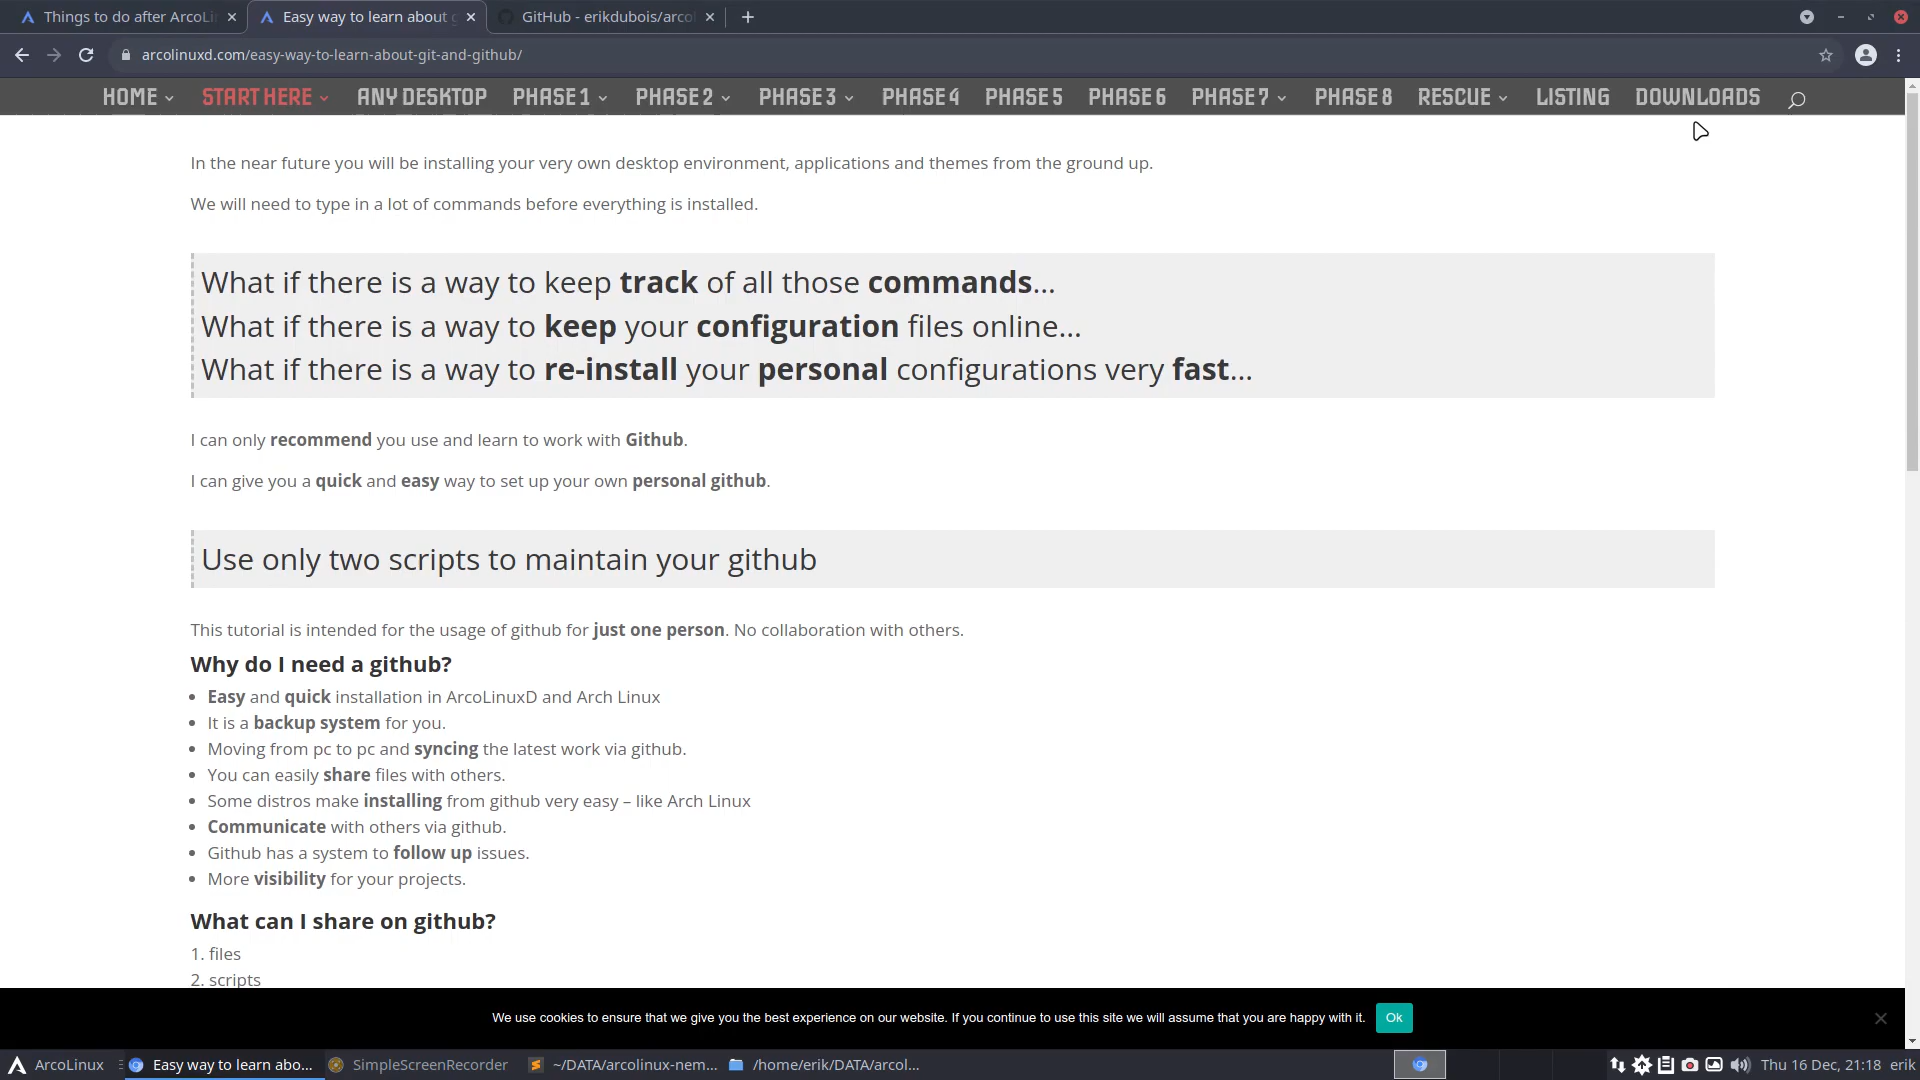 Things to do after ArcoLi
Easy way to learn about g
GitHub - erikdubois/arco
arcolinuxd.com/easy-way-to-learn-about-git-and-github/
HOME START HERE ANY DESKTOP PHASE 1 PHASE 2 PHASE 3 PHASE 4 PHASE 5 PHASE 6 PHASE 7 PHASE 8 RESCUE LISTING DOWNLOADS
In the near future you will be installing your very own desktop environment, applications and themes from the ground up.
We will need to type in a lot of commands before everything is installed.
What if there is a way to keep track of all those commands…
What if there is a way to keep your configuration files online…
What if there is a way to re-install your personal configurations very fast…
I can only recommend you use and learn to work with Github.
I can give you a quick and easy way to set up your own personal github.
Use only two scripts to maintain your github
This tutorial is intended for the usage of github for just one person. No collaboration with others.
Why do I need a github?
• Easy and quick installation in ArcoLinuxD and Arch Linux
• It is a backup system for you.
• Moving from pc to pc and syncing the latest work via github.
• You can easily share files with others.
• Some distros make installing from github very easy – like Arch Linux
• Communicate with others via github.
• Github has a system to follow up issues.
• More visibility for your projects.
What can I share on github?
1. files
2. scripts
We use cookies to ensure that we give you the best experience on our website. If you continue to use this site we will assume that you are happy with it. Ok
ArcoLinux Easy way to learn abo... SimpleScreenRecorder ~/DATA/arcolinux-nem... /home/erik/DATA/arcol... Thu 16 Dec, 21:18 erik